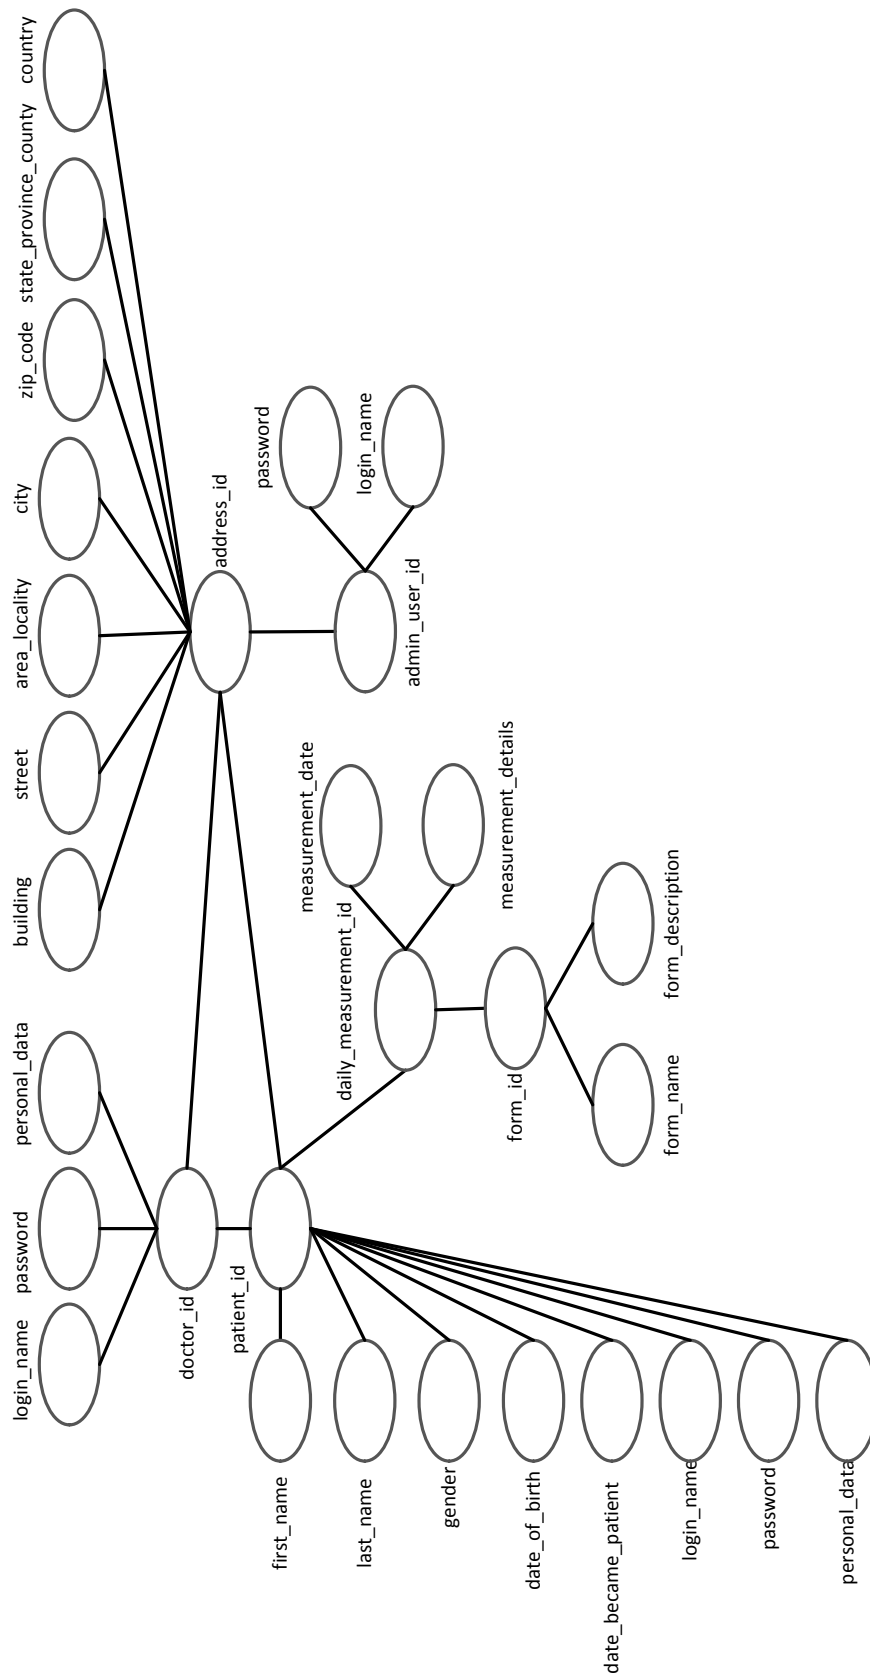 login_name
password
personal_data
building
street
area_locality
city
zip_code
state_province_county
country
doctor_id
address_id
patient_id
password
login_name
admin_user_id
measurement_date
daily_measurement_id
measurement_details
form_id
form_name
form_description
first_name
last_name
gender
date_of_birth
date_became_patient
login_name
password
personal_data